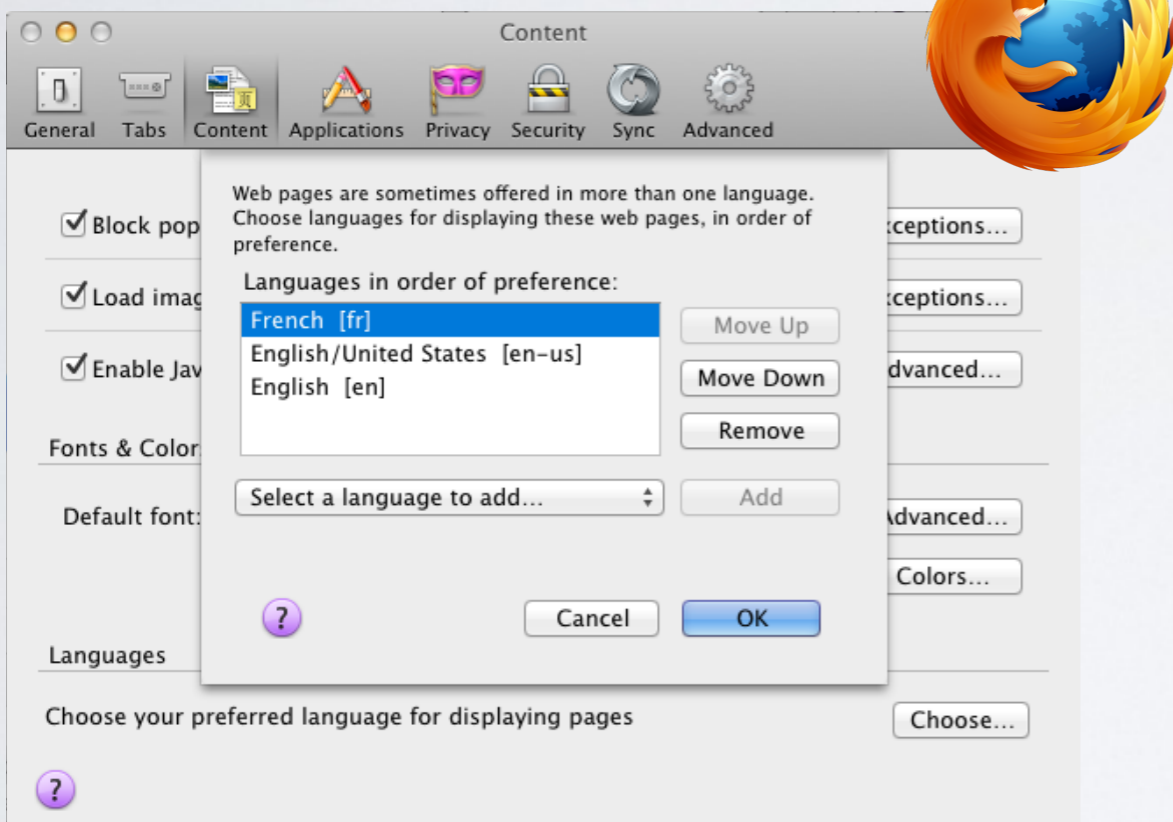 Content
General Tabs Content Applications Privacy Security Sync Advanced
Web pages are sometimes offered in more than one language.
Choose languages for displaying these web pages, in order of
preference.
Languages in order of preference:
French [fr]
English/United States [en-us]
English [en]
Move Up
Move Down
Remove
Select a language to add...
Add
Cancel
OK
Block pop
ceptions...
Load imag
ceptions...
Enable Jav
dvanced...
Fonts & Color
Default font:
Advanced...
Colors...
Languages
Choose your preferred language for displaying pages
Choose...
?
?
页